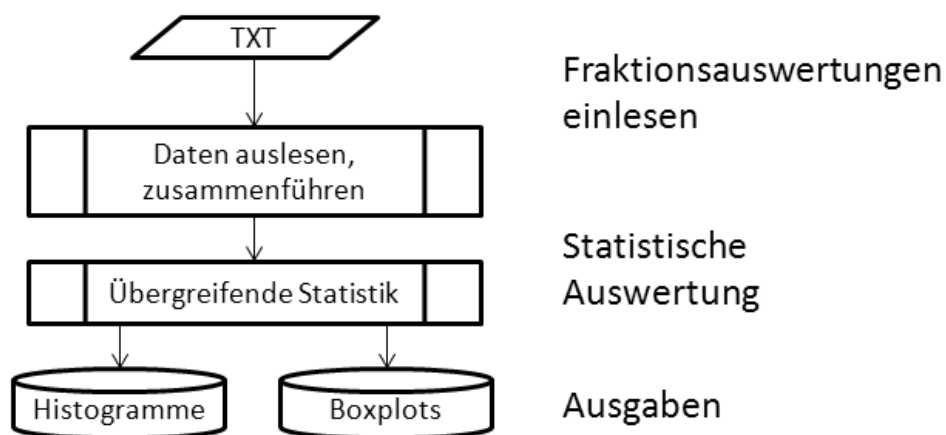 TXT
Fraktionsauswertungen
einlesen
Daten auslesen,
zusammenführen
Statistische
Auswertung
Übergreifende Statistik
Histogramme
Boxplots
Ausgaben